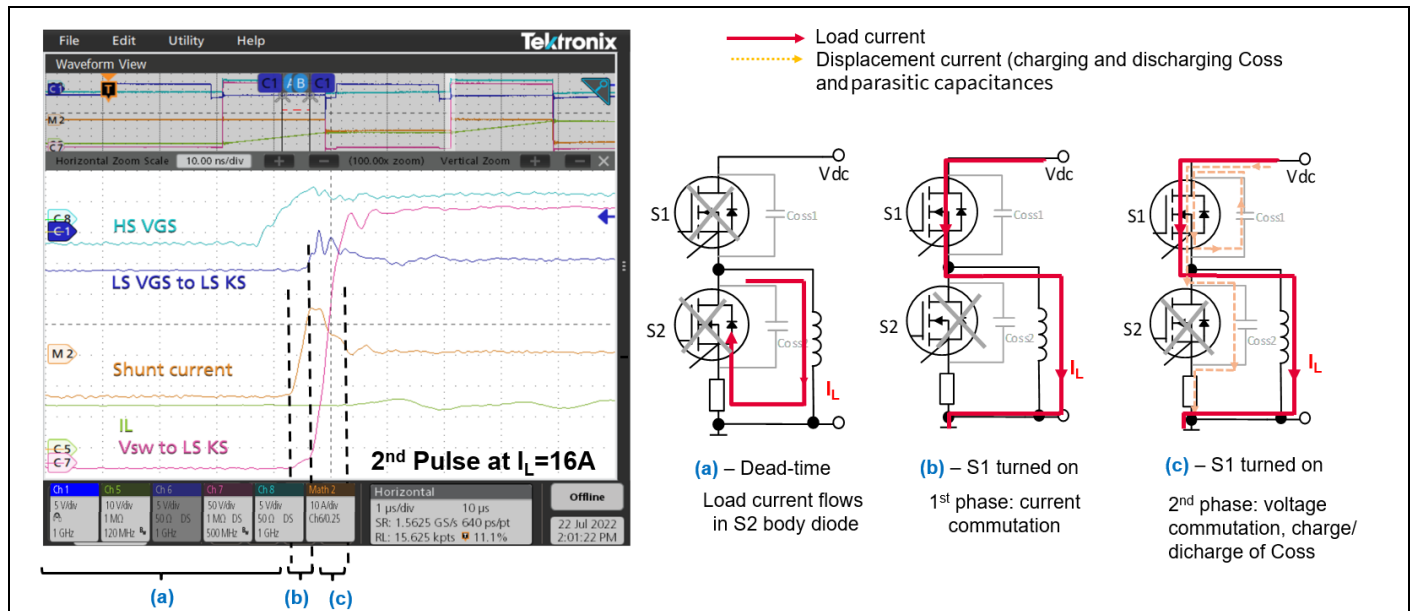 File Edit Utility Help Tektronix
Waveform View
C1 A B C1
C1
T
M 2
C7
Horizontal Zoom Scale 10.00 ns/div + − (100.00x zoom) Vertical Zoom + − ×
C 8
C-1
HS VGS
LS VGS to LS KS
M 2
Shunt current
IL
C 5
C-7
Vsw to LS KS
2nd Pulse at IL=16A
Ch 1
5 V/div
1 GHz
Ch 5
10 V/div
1 MΩ
120 MHz
Ch 6
5 V/div
50 Ω DS
1 GHz
Ch 7
50 V/div
1 MΩ DS
500 MHz
Ch 8
5 V/div
50 Ω DS
1 GHz
Math 2
10 A/div
Ch6/0.25
Horizontal
1 µs/div 10 µs
SR: 1.5625 GS/s 640 ps/pt
RL: 15.625 kpts T 11.1%
Offline
22 Jul 2022
2:01:22 PM
(a) (b) (c)
Load current
Displacement current (charging and discharging Coss
and parasitic capacitances
Vdc
S1
Coss1
S2
Coss2
IL
(a) – Dead-time
Load current flows
in S2 body diode
Vdc
S1
Coss1
S2
Coss2
IL
(b) – S1 turned on
1st phase: current
commutation
Vdc
S1
Coss1
S2
Coss2
IL
(c) – S1 turned on
2nd phase: voltage
commutation, charge/
dicharge of Coss